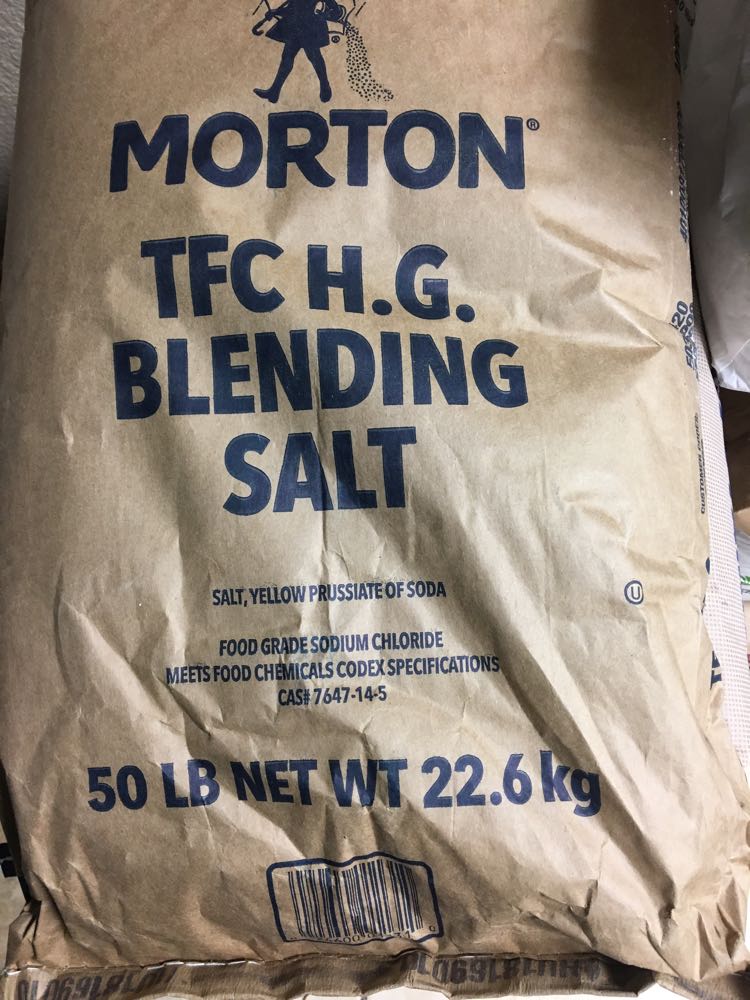 MORTON®
TFC H.G.
BLENDING
SALT
SALT, YELLOW PRUSSIATE OF SODA
U
FOOD GRADE SODIUM CHLORIDE
MEETS FOOD CHEMICALS CODEX SPECIFICATIONS
CAS# 7647-14-5
50 LB NET WT 22.6 kg